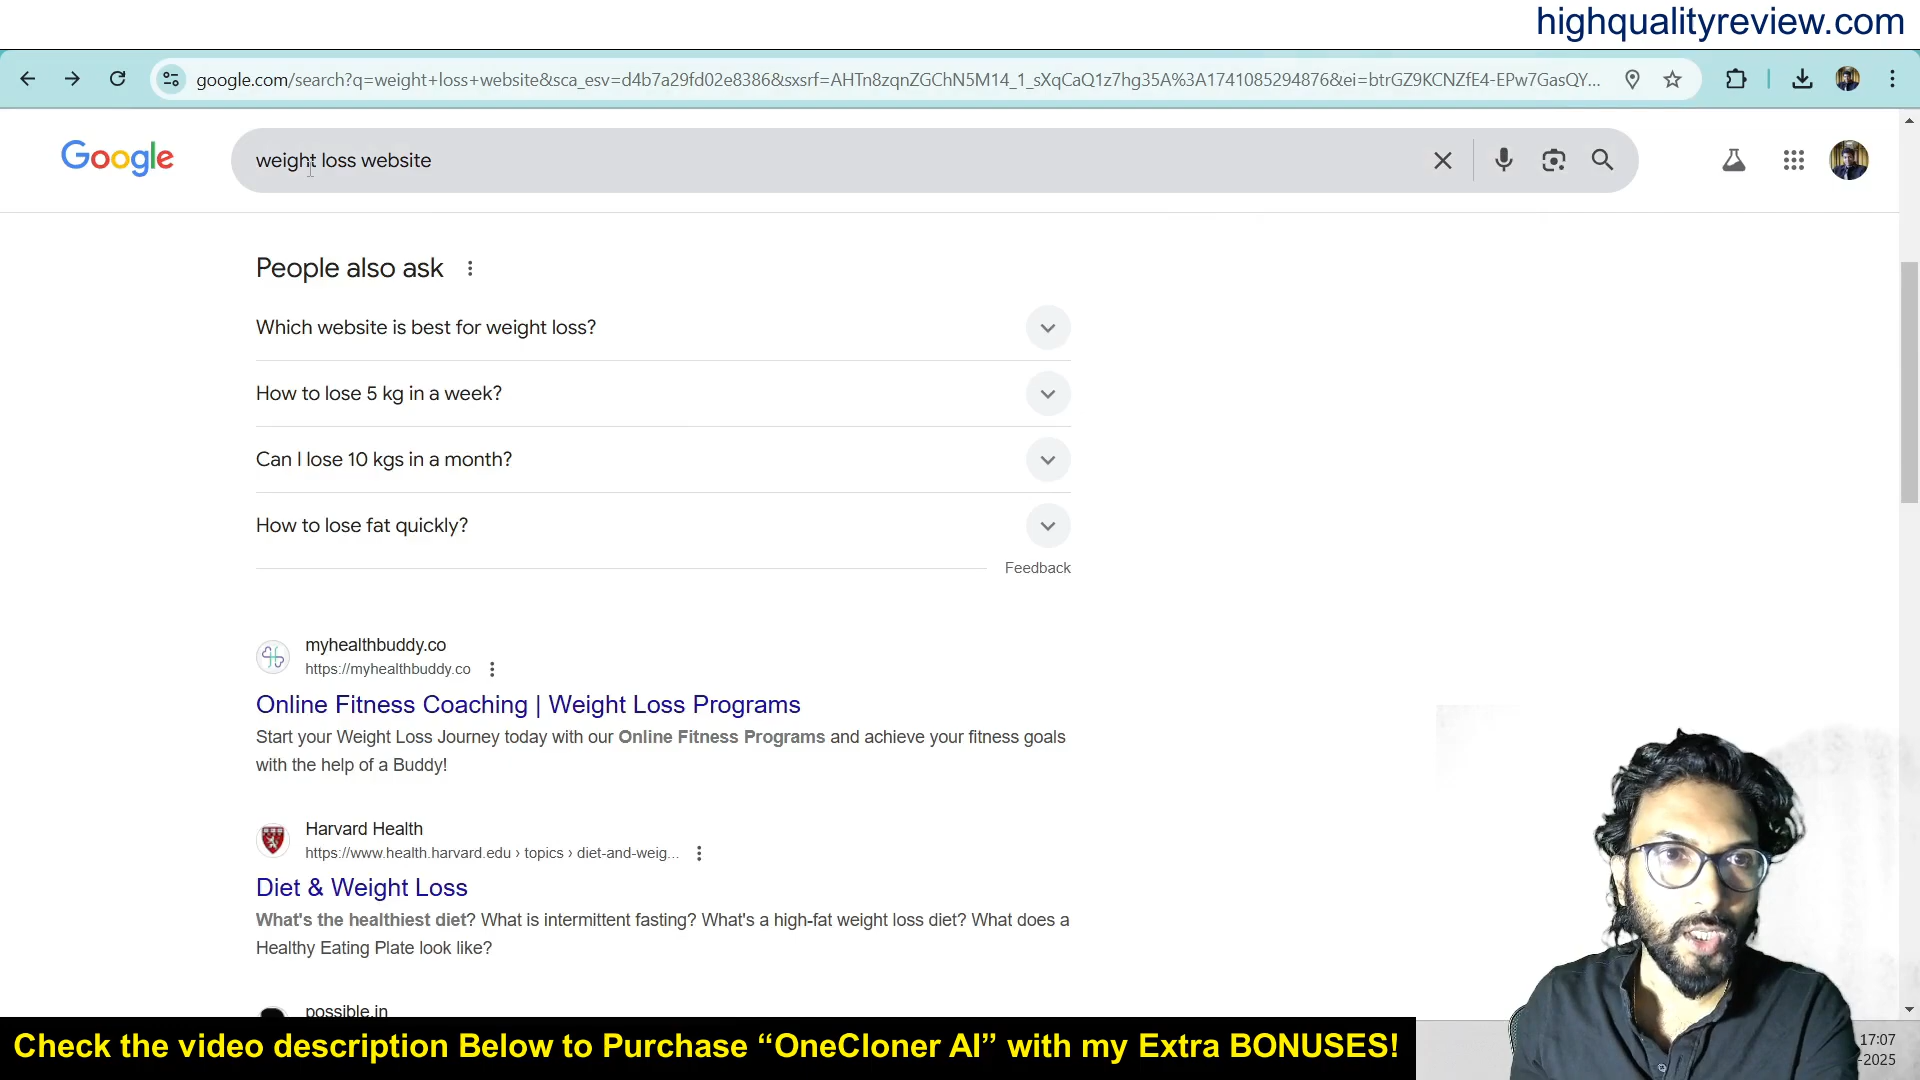 highqualityreview.com
google.com/search?q=weight+loss+website&sca_esv=d4b7a29fd02e8386&sxsrf=AHTn8zqnZGChN5M14_1_sXqCaQ1z7hg35A%3A1741085294876&ei=btrGZ9KCNZfE4-EPw7GasQY...
Google
weight loss website
People also ask
Which website is best for weight loss?
How to lose 5 kg in a week?
Can I lose 10 kgs in a month?
How to lose fat quickly?
Feedback
myhealthbuddy.co
https://myhealthbuddy.co
Online Fitness Coaching | Weight Loss Programs
Start your Weight Loss Journey today with our Online Fitness Programs and achieve your fitness goals
with the help of a Buddy!
Harvard Health
https://www.health.harvard.edu › topics › diet-and-weig...
Diet & Weight Loss
What's the healthiest diet? What is intermittent fasting? What's a high-fat weight loss diet? What does a
Healthy Eating Plate look like?
possible.in
Check the video description Below to Purchase “OneCloner AI” with my Extra BONUSES!
17:07
-2025